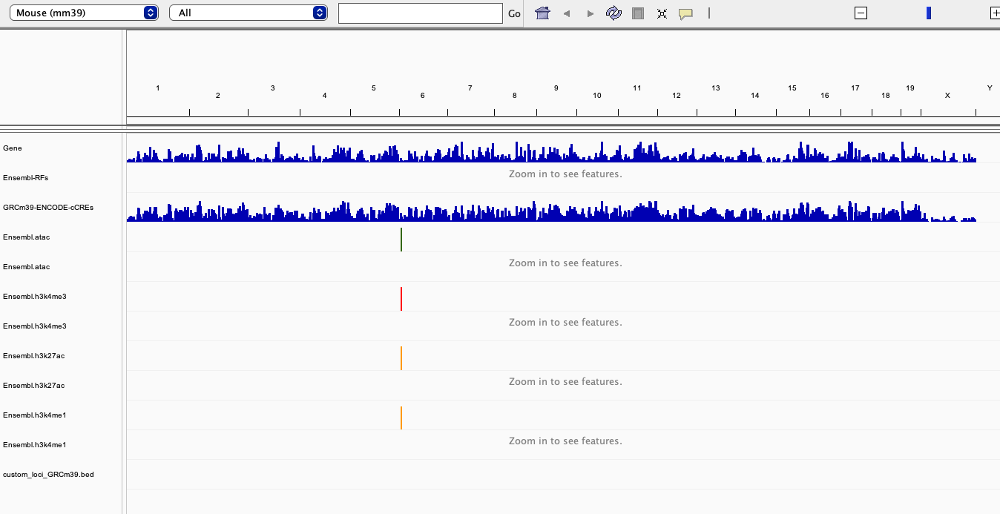 Mouse (mm39) All Go
1 2 3 4 5 6 7 8 9 10 11 12 13 14 15 16 17 18 19 X Y
Gene
Ensembl-RFs Zoom in to see features.
GRCm39-ENCODE-cCREs
Ensembl.atac
Ensembl.atac Zoom in to see features.
Ensembl.h3k4me3
Ensembl.h3k4me3 Zoom in to see features.
Ensembl.h3k27ac
Ensembl.h3k27ac Zoom in to see features.
Ensembl.h3k4me1
Ensembl.h3k4me1 Zoom in to see features.
custom_loci_GRCm39.bed